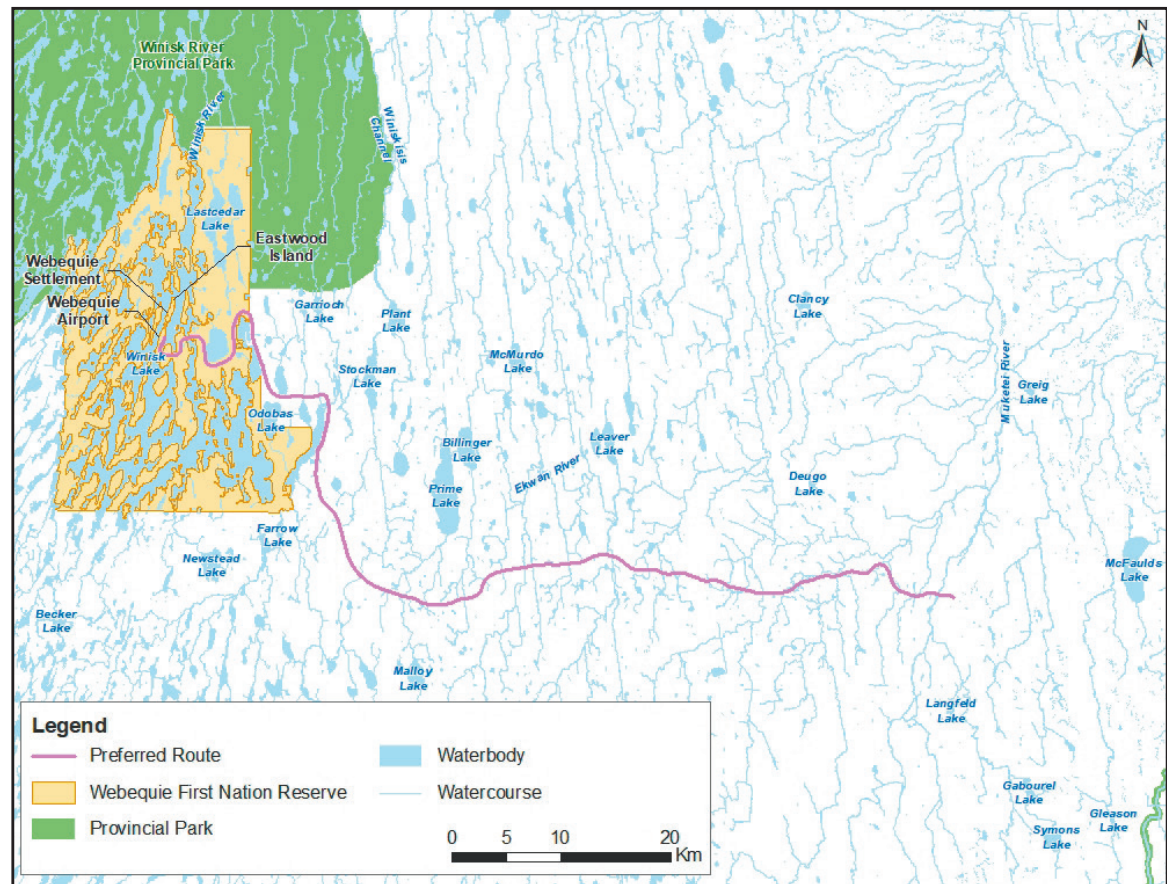 N
Winisk River
Provincial Park
Winisk River
Winiskisis
Channel
Lastcedar
Lake
Eastwood
Island
Webequie
Settlement
Webequie
Airport
Garrioch
Lake
Plant
Lake
Clancy
Lake
Winisk
Lake
McMurdo
Lake
Stockman
Lake
Muketei River
Greig
Lake
Odobas
Lake
Billinger
Lake
Leaver
Lake
Ekwan River
Prime
Lake
Deugo
Lake
Farrow
Lake
Newstead
Lake
McFaulds
Lake
Becker
Lake
Malloy
Lake
Langfeld
Lake
Gabourel
Lake
Gleason
Lake
Symons
Lake
Legend
Preferred Route
Webequie First Nation Reserve
Provincial Park
Waterbody
Watercourse
0 5 10 20
Km